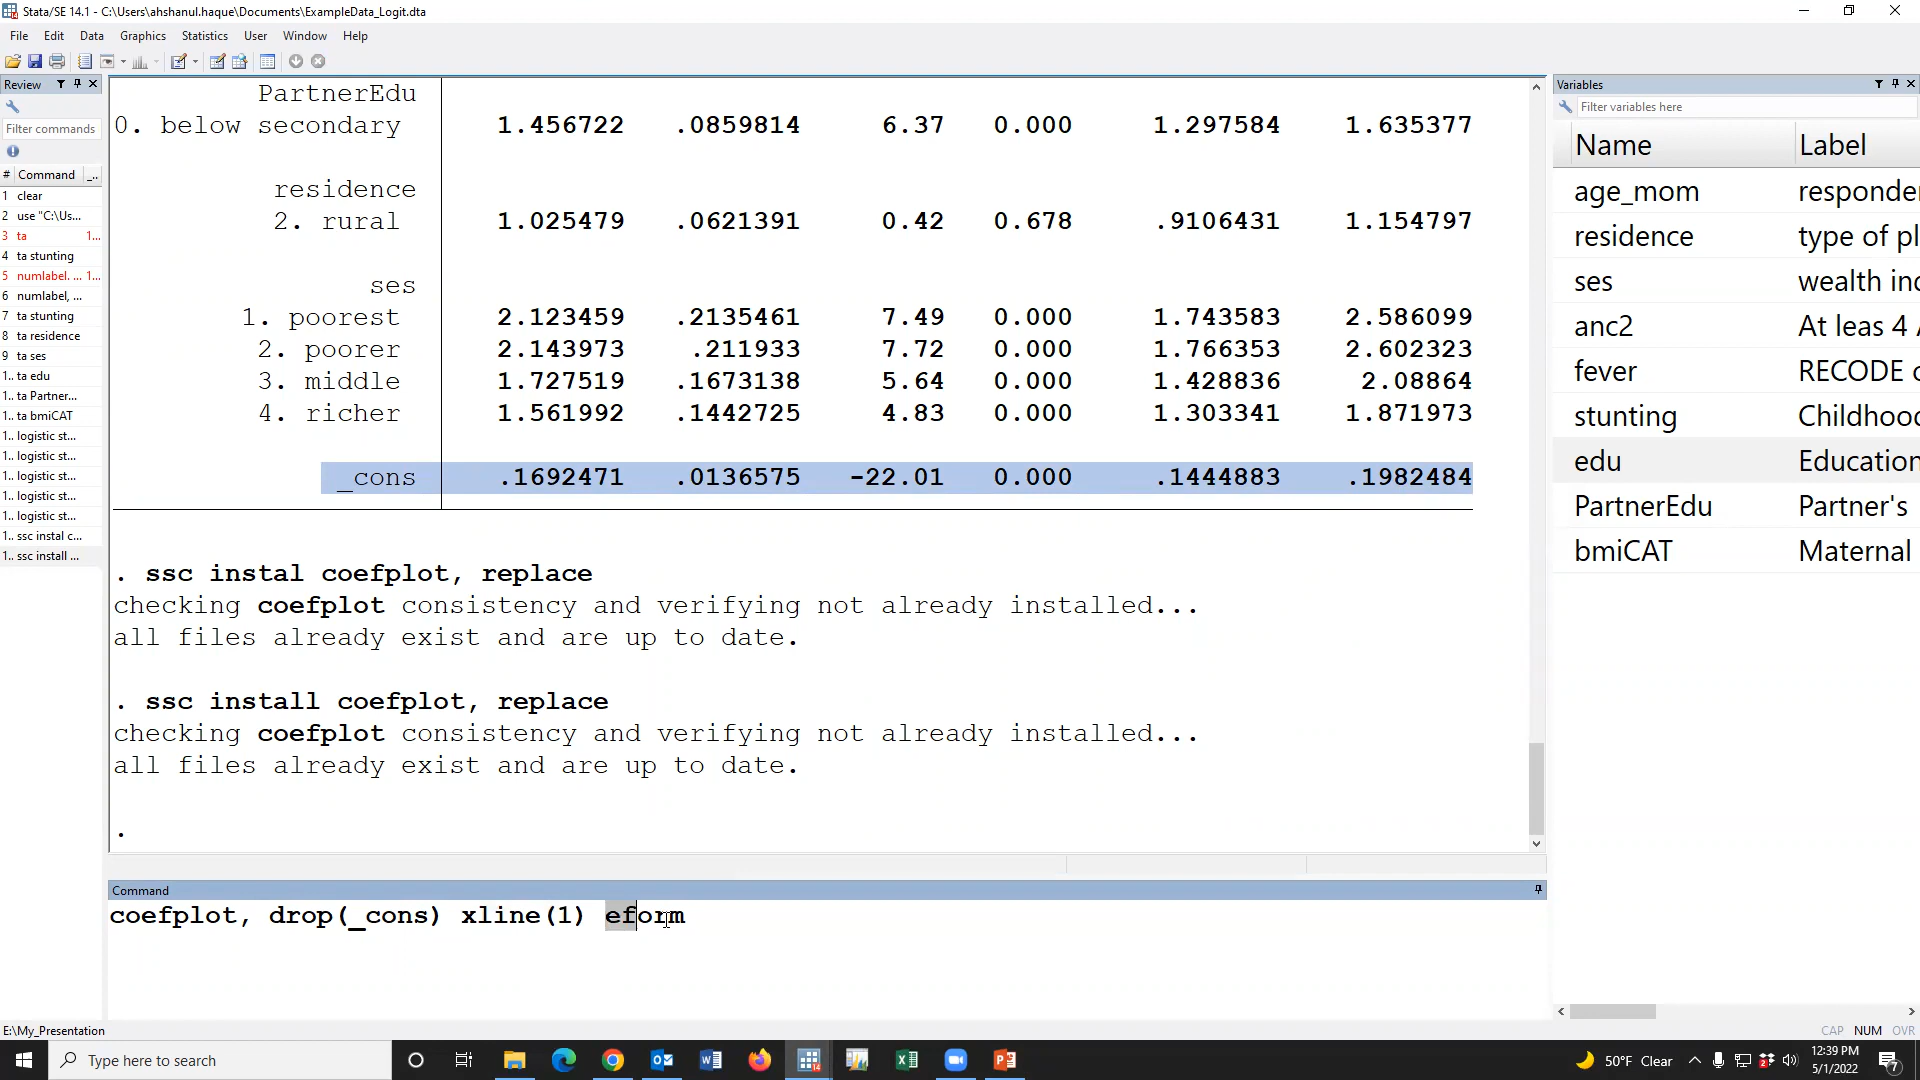 Stata/SE 14.1 - C:\Users\ahshanul.haque\Documents\ExampleData_Logit.dta
File Edit Data Graphics Statistics User Window Help
Review
Filter commands
# Command _..
1 clear
2 use "C:\Us...
3 ta 1...
4 ta stunting
5 numlabel. ... 1...
6 numlabel, ...
7 ta stunting
8 ta residence
9 ta ses
1.. ta edu
1.. ta Partner...
1.. ta bmiCAT
1.. logistic st...
1.. logistic st...
1.. logistic st...
1.. logistic st...
1.. logistic st...
1.. ssc instal c...
1.. ssc install ...
PartnerEdu
0. below secondary 1.456722 .0859814 6.37 0.000 1.297584 1.635377
residence
2. rural 1.025479 .0621391 0.42 0.678 .9106431 1.154797
ses
1. poorest 2.123459 .2135461 7.49 0.000 1.743583 2.586099
2. poorer 2.143973 .211933 7.72 0.000 1.766353 2.602323
3. middle 1.727519 .1673138 5.64 0.000 1.428836 2.08864
4. richer 1.561992 .1442725 4.83 0.000 1.303341 1.871973
_cons .1692471 .0136575 -22.01 0.000 .1444883 .1982484
. ssc instal coefplot, replace
checking coefplot consistency and verifying not already installed...
all files already exist and are up to date.
. ssc install coefplot, replace
checking coefplot consistency and verifying not already installed...
all files already exist and are up to date.
.
Command
coefplot, drop(_cons) xline(1) eform
Variables
Filter variables here
Name Label
age_mom responde
residence type of pl
ses wealth inc
anc2 At leas 4 A
fever RECODE o
stunting Childhood
edu Education
PartnerEdu Partner's
bmiCAT Maternal
E:\My_Presentation
CAP NUM OVR
Type here to search
50°F Clear
12:39 PM
5/1/2022